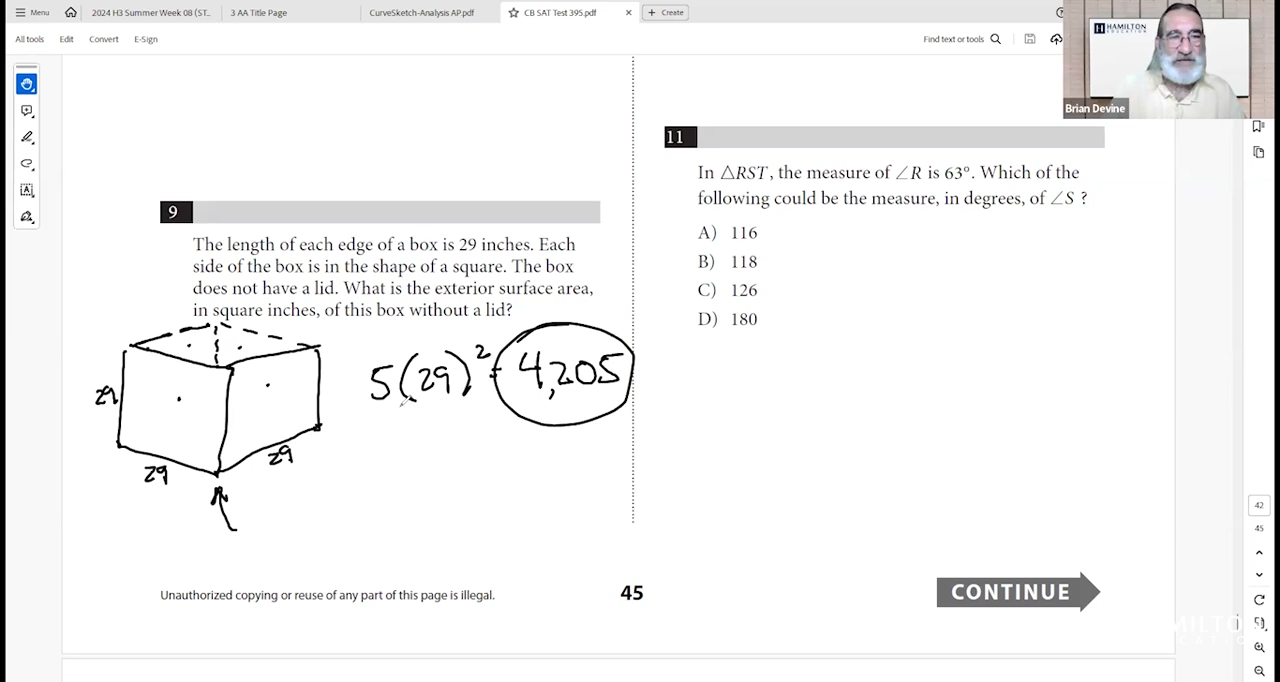 Menu
2024 H3 Summer Week 08 (ST...
3 AA Title Page
CurveSketch-Analysis AP.pdf
CB SAT Test 395.pdf
Create
All tools
Edit
Convert
E-Sign
Find text or tools
HAMILTON
EDUCATION
Brian Devine
9
The length of each edge of a box is 29 inches. Each
side of the box is in the shape of a square. The box
does not have a lid. What is the exterior surface area,
in square inches, of this box without a lid?
29
29
29
5(29)² = 4,205
11
In △RST, the measure of ∠R is 63°. Which of the
following could be the measure, in degrees, of ∠S ?
A) 116
B) 118
C) 126
D) 180
Unauthorized copying or reuse of any part of this page is illegal.
45
CONTINUE
42
45